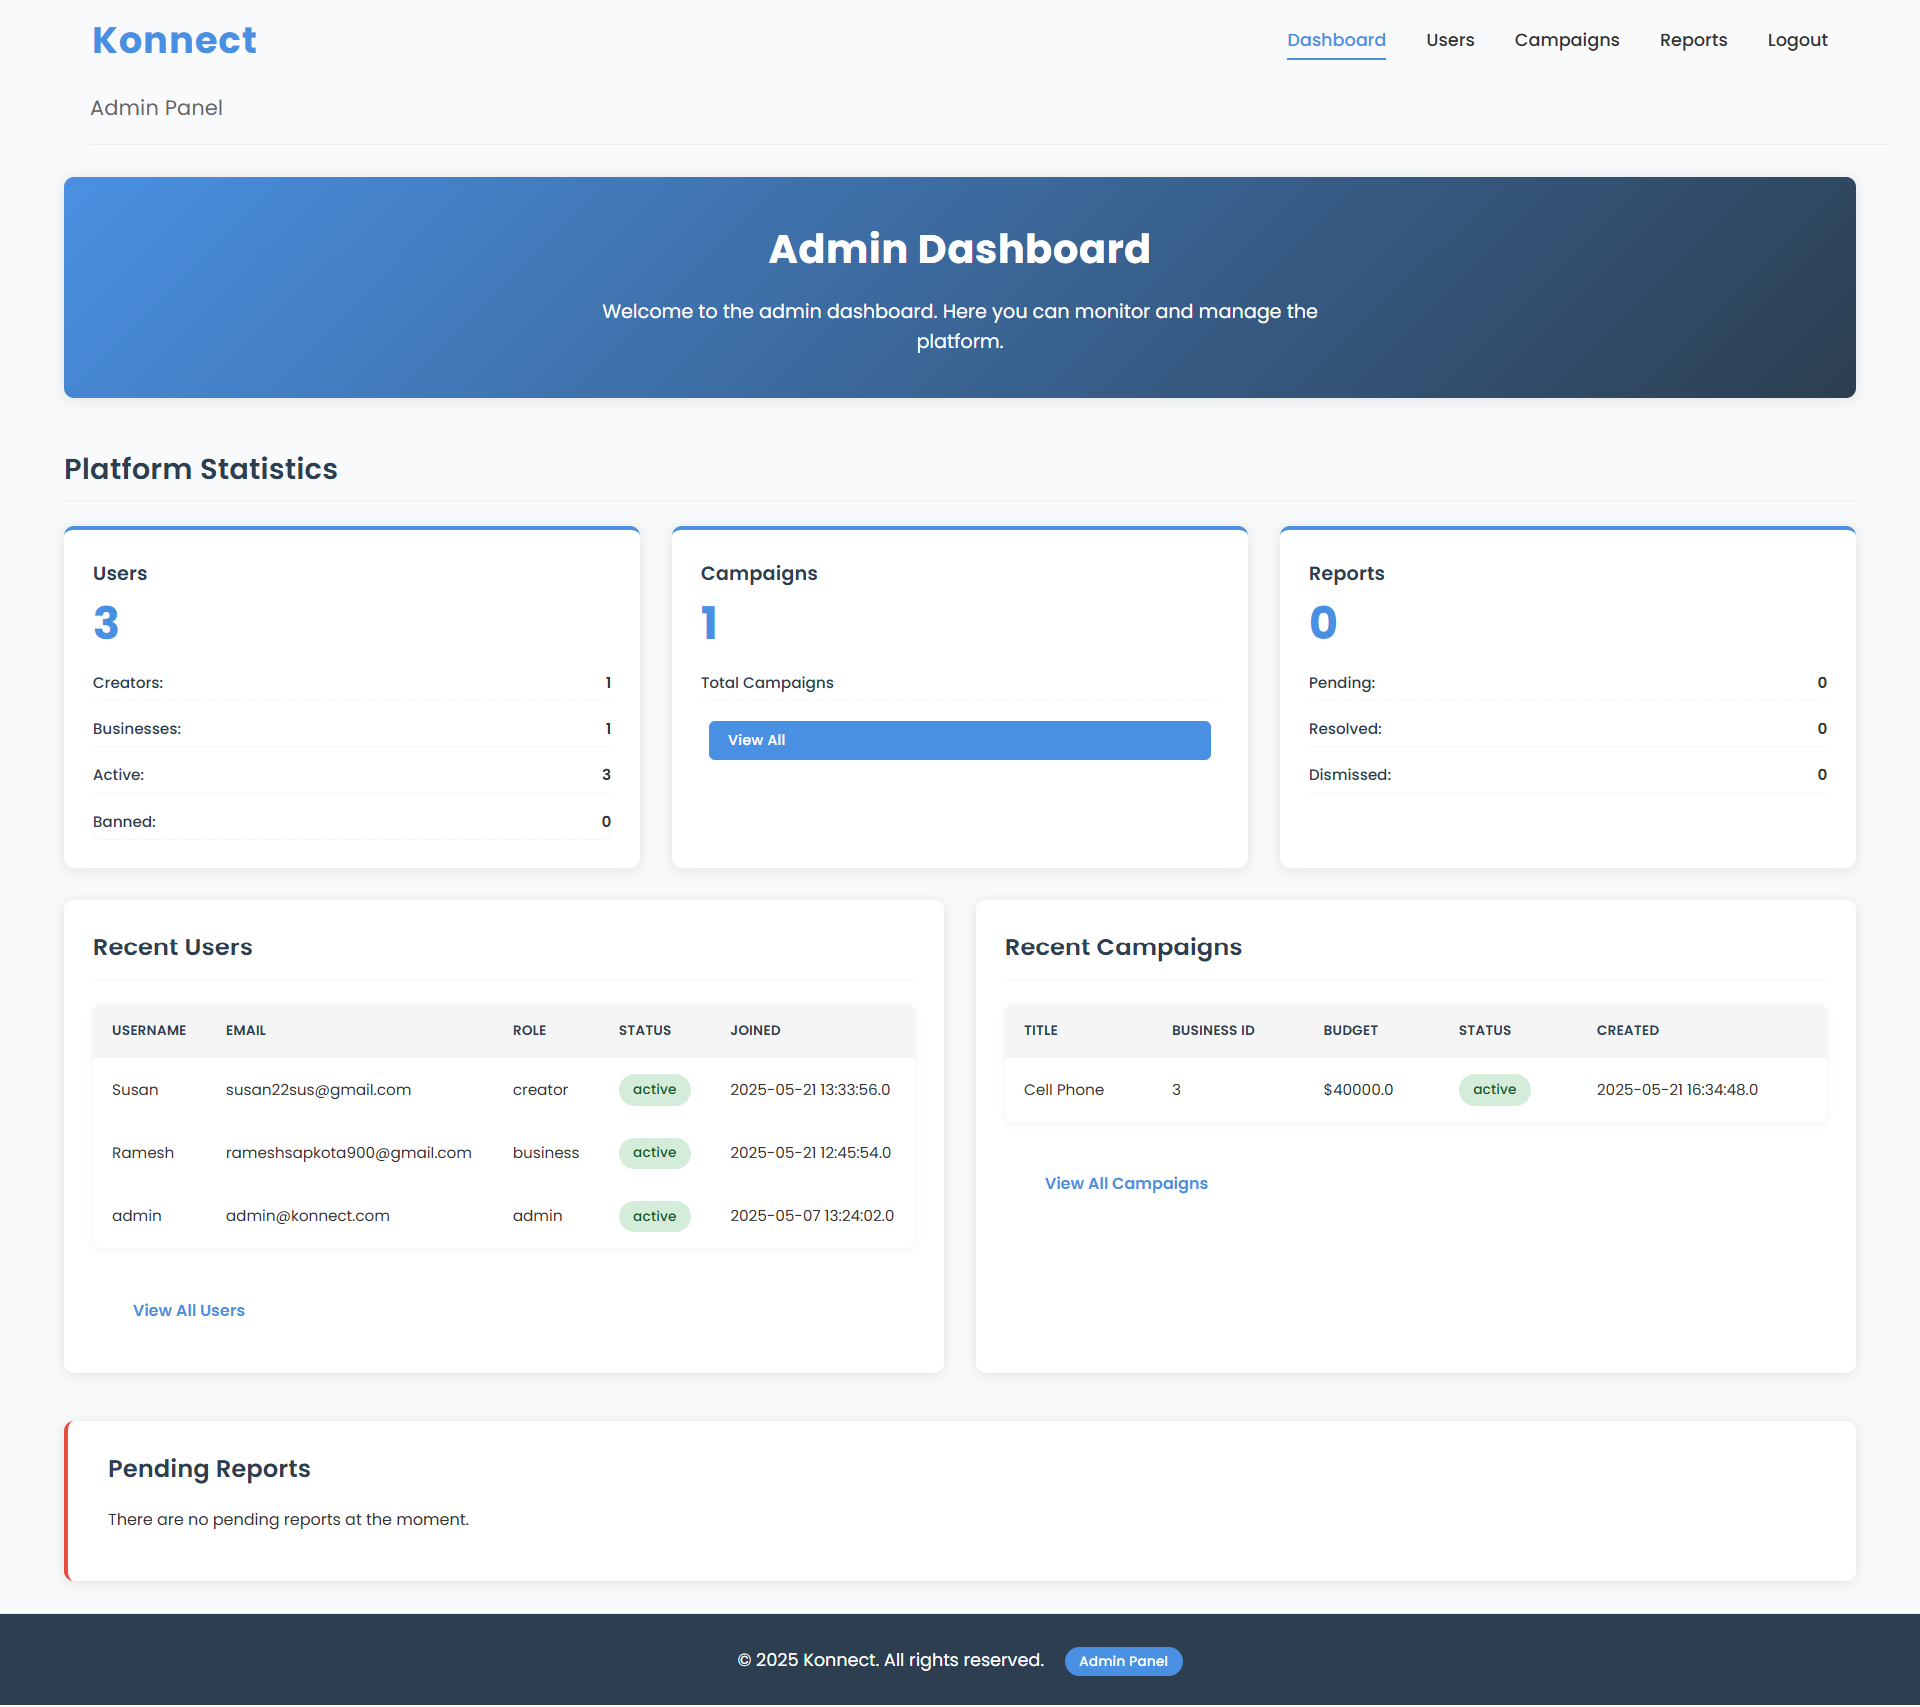 Konnect
Dashboard Users Campaigns Reports Logout
Admin Panel
Admin Dashboard
Welcome to the admin dashboard. Here you can monitor and manage the
platform.
Platform Statistics
Users
3
Creators: 1
Businesses: 1
Active: 3
Banned: 0
Campaigns
1
Total Campaigns
View All
Reports
0
Pending: 0
Resolved: 0
Dismissed: 0
Recent Users
USERNAME EMAIL ROLE STATUS JOINED
Susan susan22sus@gmail.com creator active 2025-05-21 13:33:56.0
Ramesh rameshsapkota900@gmail.com business active 2025-05-21 12:45:54.0
admin admin@konnect.com admin active 2025-05-07 13:24:02.0
View All Users
Recent Campaigns
TITLE BUSINESS ID BUDGET STATUS CREATED
Cell Phone 3 $40000.0 active 2025-05-21 16:34:48.0
View All Campaigns
Pending Reports
There are no pending reports at the moment.
© 2025 Konnect. All rights reserved. Admin Panel